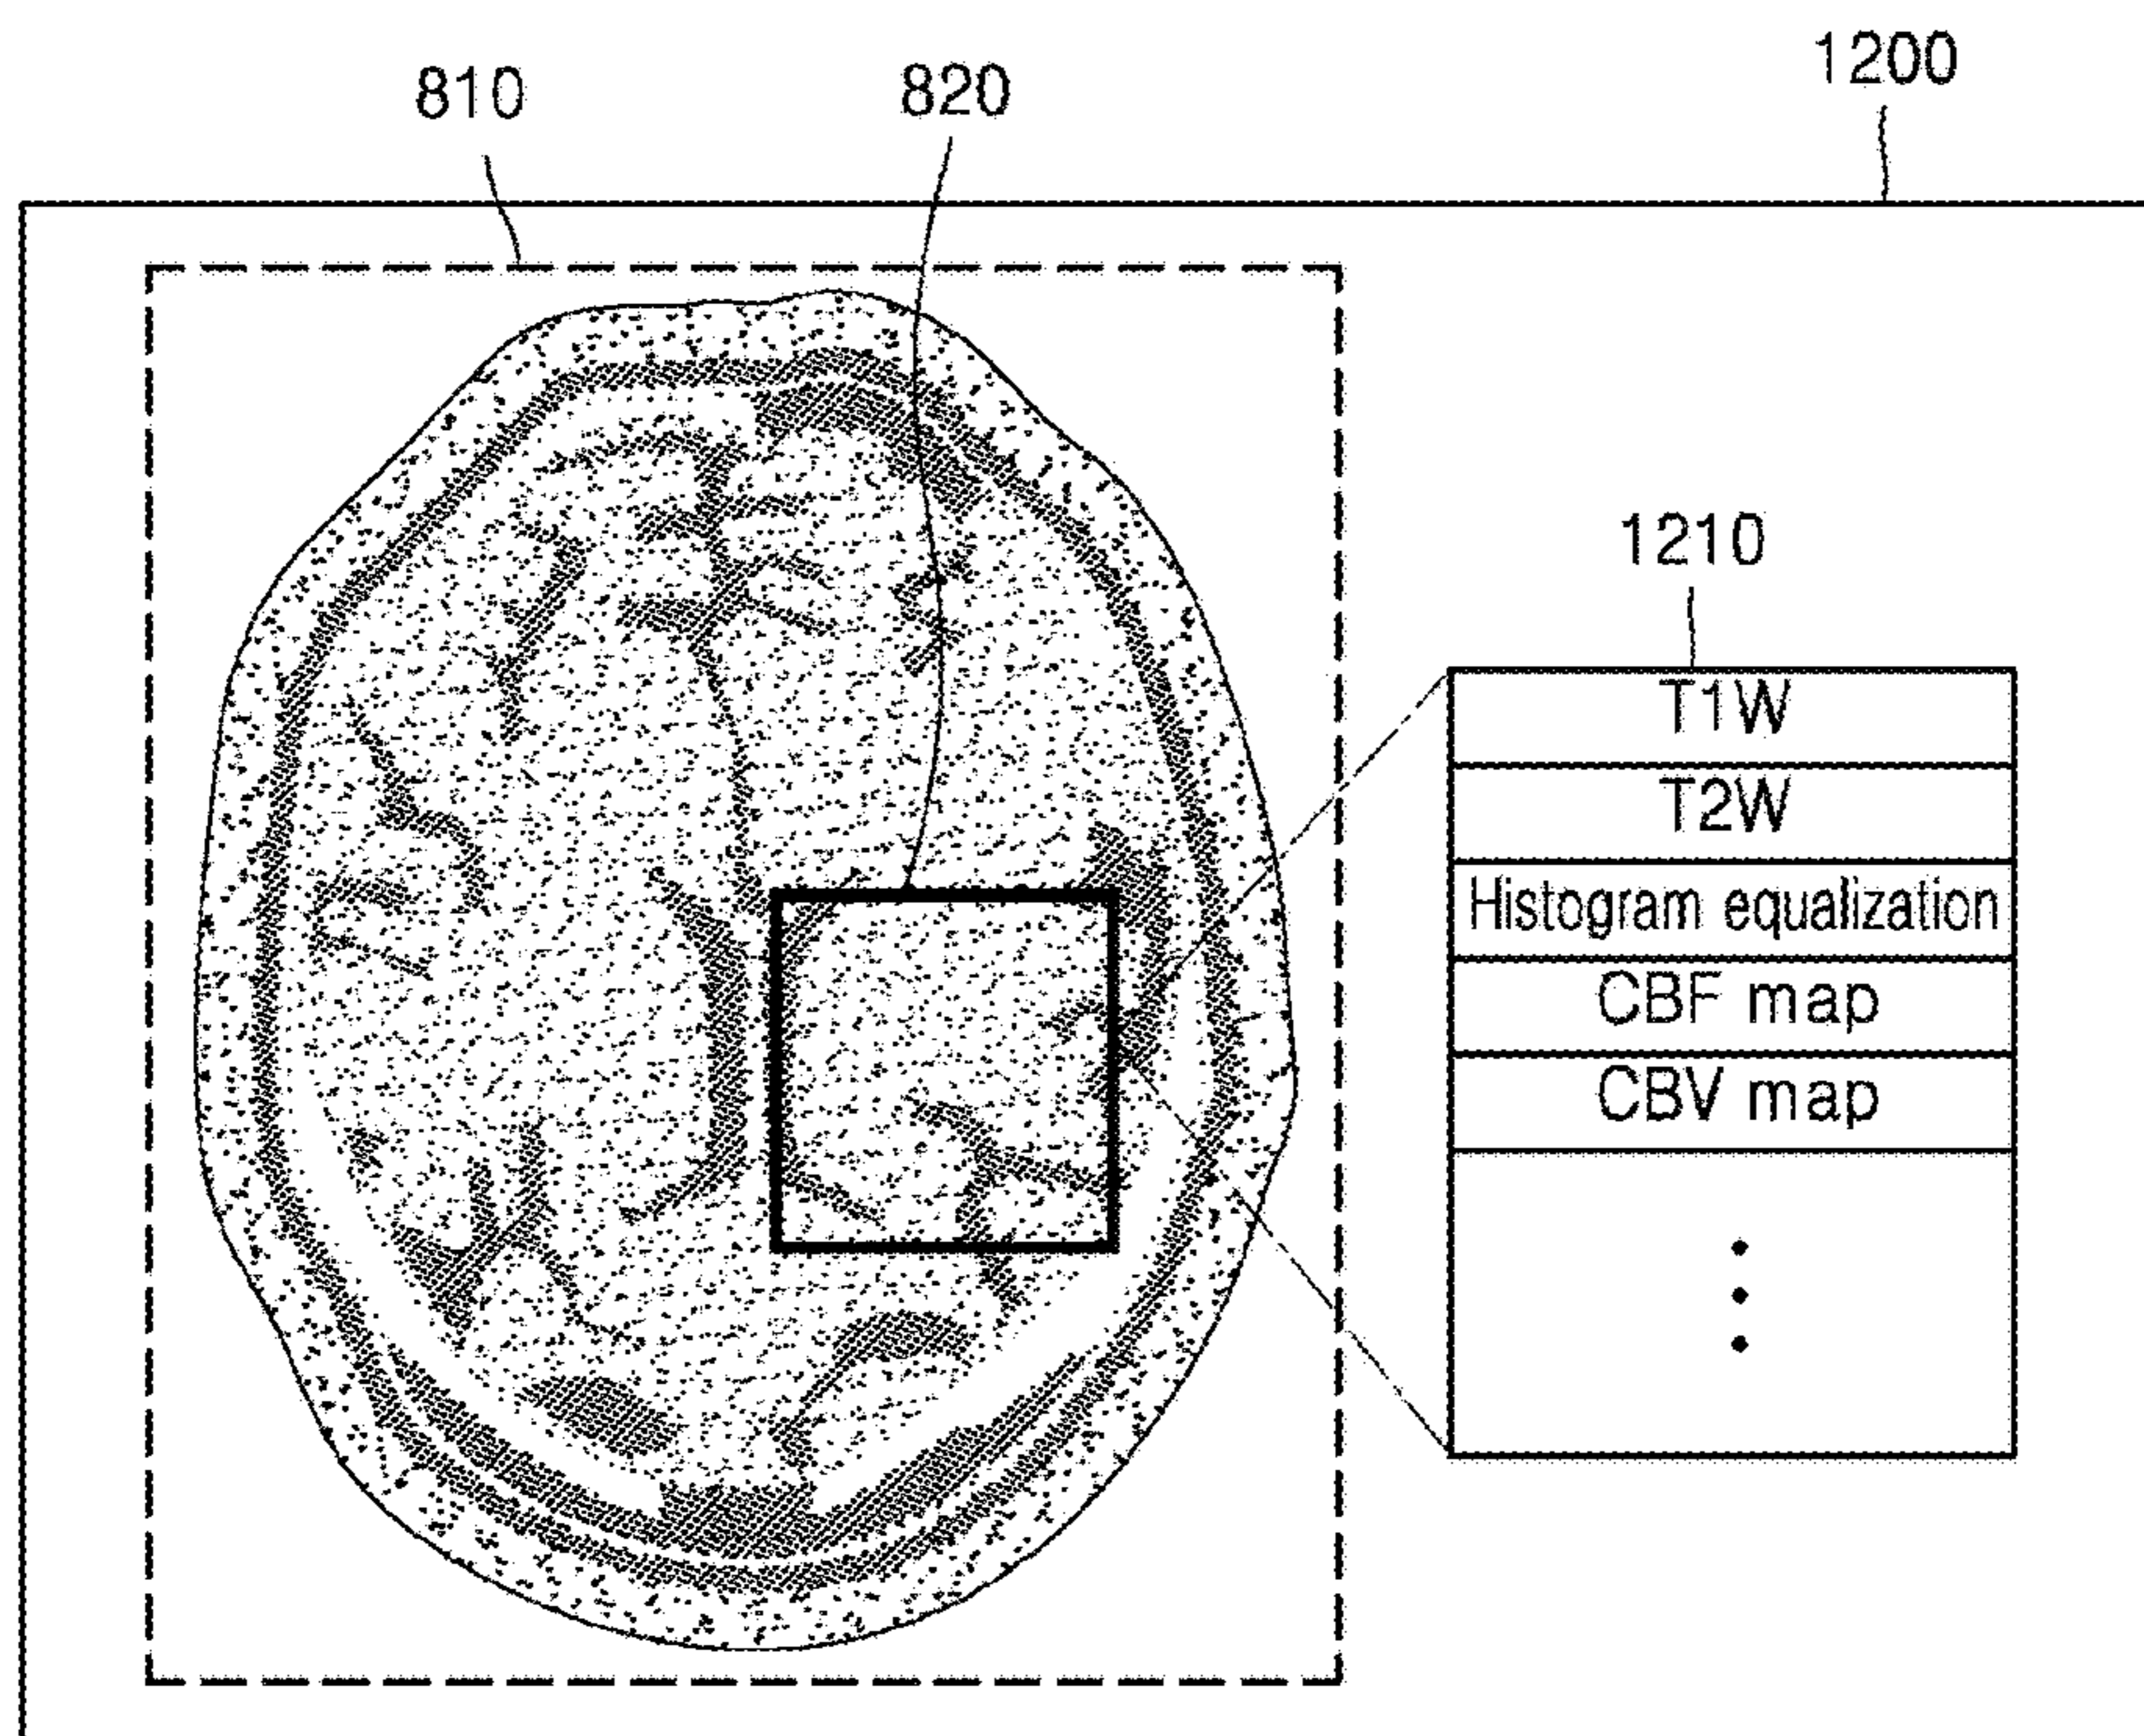 1200
810
820
1210
T1W
T2W
Histogram equalization
CBF map
CBV map